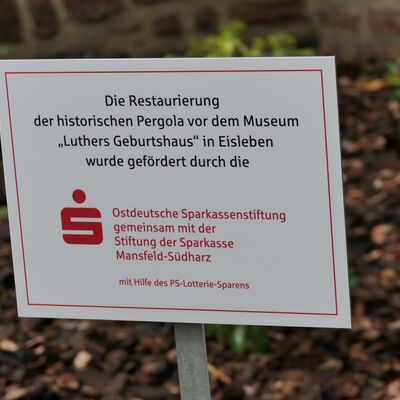 Die Restaurierung
der historischen Pergola vor dem Museum
„Luthers Geburtshaus“ in Eisleben
wurde gefördert durch die
Ostdeutsche Sparkassenstiftung
gemeinsam mit der
Stiftung der Sparkasse
Mansfeld-Südharz
mit Hilfe des PS-Lotterie-Sparens